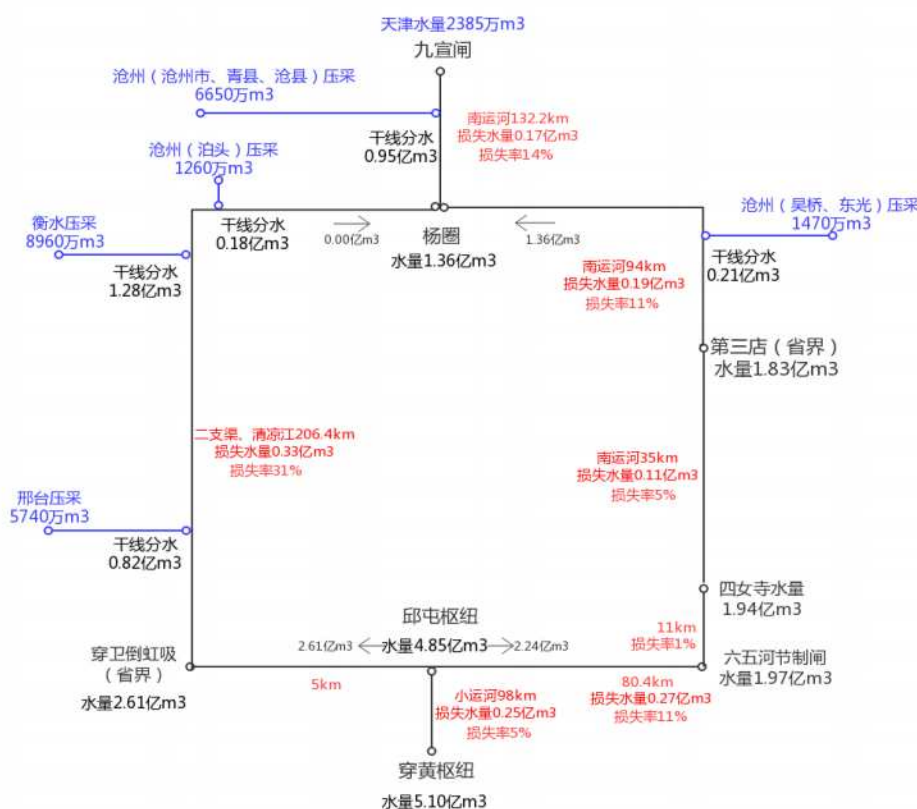 天津水量2385万m3
九宣闸
沧州（沧州市、青县、沧县）压采
6650万m3
南运河132.2km
损失水量0.17亿m3
损失率14%
干线分水
0.95亿m3
沧州（泊头）压采
1260万m3
衡水压采
8960万m3
干线分水
0.18亿m3
0.00亿m3
杨圈
水量1.36亿m3
1.36亿m3
沧州（吴桥、东光）压采
1470万m3
干线分水
1.28亿m3
干线分水
0.21亿m3
南运河94km
损失水量0.19亿m3
损失率11%
第三店（省界）
水量1.83亿m3
二支渠、清凉江206.4km
损失水量0.33亿m3
损失率31%
南运河35km
损失水量0.11亿m3
损失率5%
邢台压采
5740万m3
干线分水
0.82亿m3
四女寺水量
1.94亿m3
邱屯枢纽
2.61亿m3
水量4.85亿m3
2.24亿m3
11km
损失率1%
穿卫倒虹吸
（省界）
水量2.61亿m3
六五河节制闸
水量1.97亿m3
5km
小运河98km
损失水量0.25亿m3
损失率5%
80.4km
损失水量0.27亿m3
损失率11%
穿黄枢纽
水量5.10亿m3